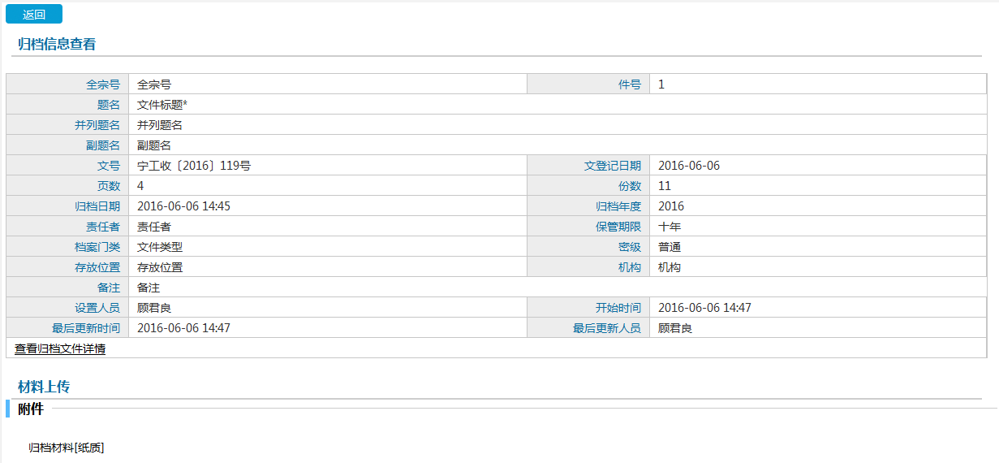 返回
归档信息查看
全宗号 全宗号 件号 1
题名 文件标题*
并列题名 并列题名
副题名 副题名
文号 宁工收〔2016〕119号 文登记日期 2016-06-06
页数 4 份数 11
归档日期 2016-06-06 14:45 归档年度 2016
责任者 责任者 保管期限 十年
档案门类 文件类型 密级 普通
存放位置 存放位置 机构 机构
备注 备注
设置人员 顾君良 开始时间 2016-06-06 14:47
最后更新时间 2016-06-06 14:47 最后更新人员 顾君良
查看归档文件详情
材料上传
附件
归档材料[纸质]